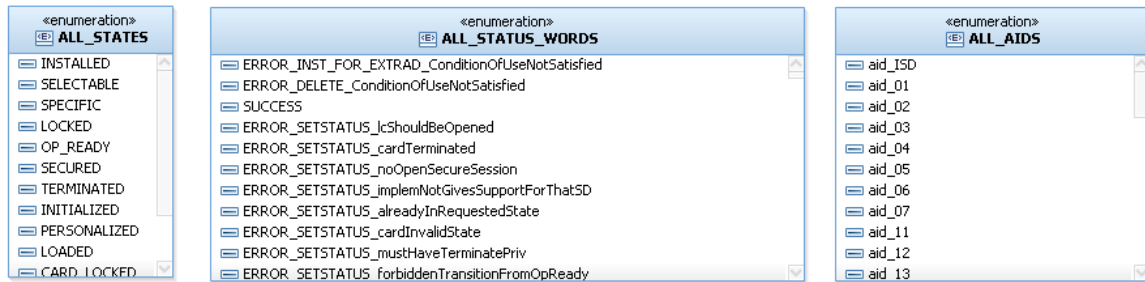 «enumeration»
ALL_STATES
INSTALLED
SELECTABLE
SPECIFIC
LOCKED
OP_READY
SECURED
TERMINATED
INITIALIZED
PERSONALIZED
LOADED
CARD_LOCKED
«enumeration»
ALL_STATUS_WORDS
ERROR_INST_FOR_EXTRAD_ConditionOfUseNotSatisfied
ERROR_DELETE_ConditionOfUseNotSatisfied
SUCCESS
ERROR_SETSTATUS_lcShouldBeOpened
ERROR_SETSTATUS_cardTerminated
ERROR_SETSTATUS_noOpenSecureSession
ERROR_SETSTATUS_implemNotGivesSupportForThatSD
ERROR_SETSTATUS_alreadyInRequestedState
ERROR_SETSTATUS_cardInvalidState
ERROR_SETSTATUS_mustHaveTerminatePriv
ERROR_SETSTATUS_forbiddenTransitionFromOpReady
«enumeration»
ALL_AIDS
aid_ISD
aid_01
aid_02
aid_03
aid_04
aid_05
aid_06
aid_07
aid_11
aid_12
aid_13